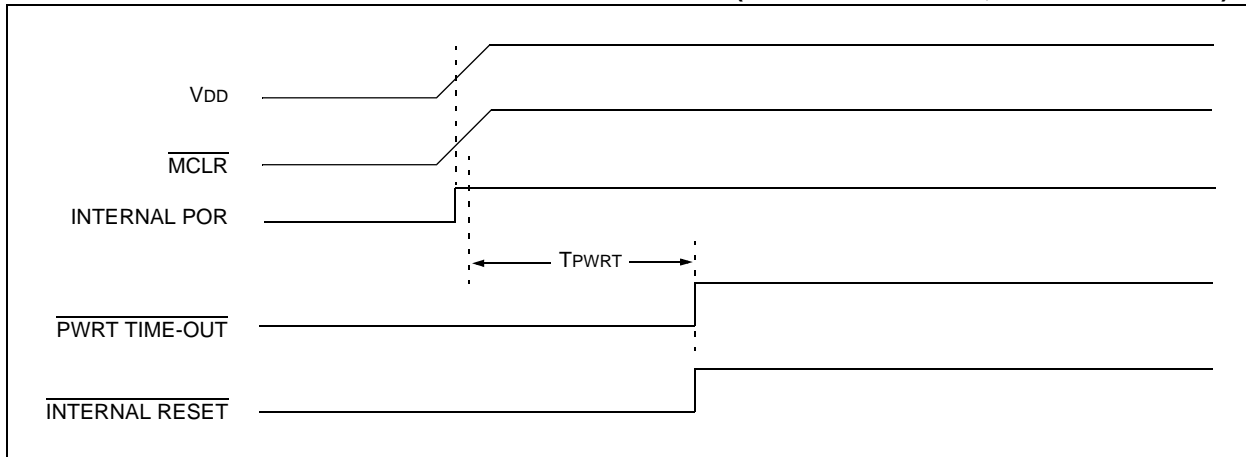 VDD
MCLR
INTERNAL POR
TPWRT
PWRT TIME-OUT
INTERNAL RESET